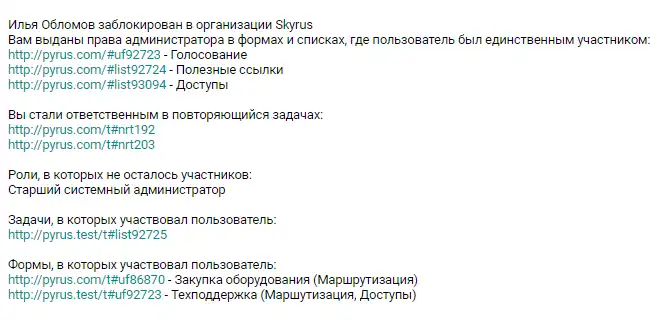 Илья Обломов заблокирован в организации Skyrus
Вам выданы права администратора в формах и списках, где пользователь был единственным участником:
http://pyrus.com/#uf92723 - Голосование
http://pyrus.com/#list92724 - Полезные ссылки
http://pyrus.com/#list93094 - Доступы
Вы стали ответственным в повторяющийся задачах:
http://pyrus.com/t#nrt192
http://pyrus.com/t#nrt203
Роли, в которых не осталось участников:
Старший системный администратор
Задачи, в которых участвовал пользователь:
http://pyrus.test/t#list92725
Формы, в которых участвовал пользователь:
http://pyrus.com/t#uf86870 - Закупка оборудования (Маршрутизация)
http://pyrus.test/t#uf92723 - Техподдержка (Маршутизация, Доступы)